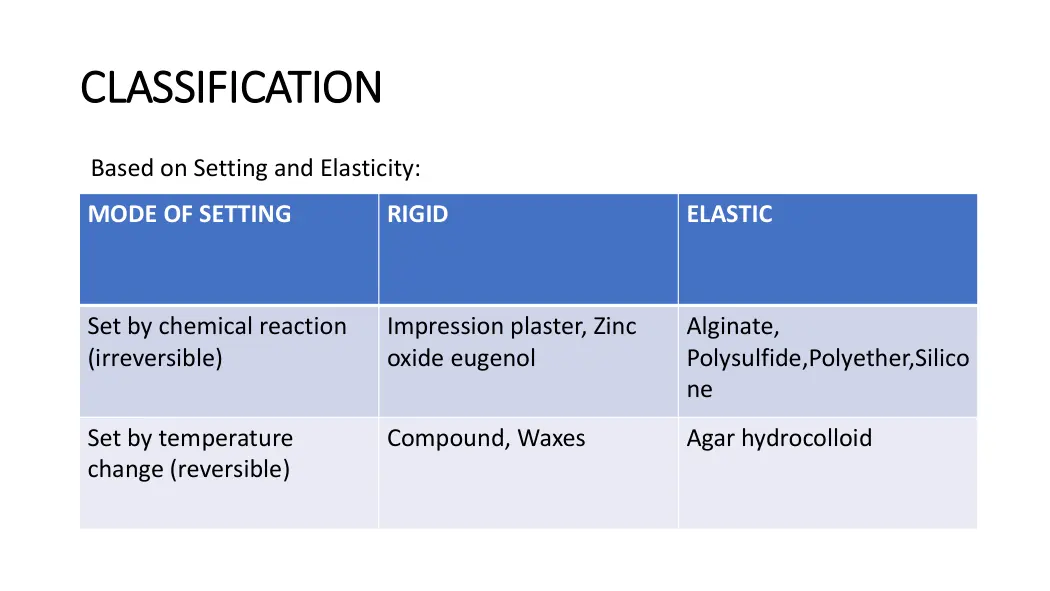 CLASSIFICATION
Based on Setting and Elasticity:
MODE OF SETTING
RIGID
ELASTIC
Set by chemical reaction
(irreversible)
Impression plaster, Zinc
oxide eugenol
Alginate,
Polysulfide,Polyether,Silico
ne
Set by temperature
change (reversible)
Compound, Waxes
Agar hydrocolloid